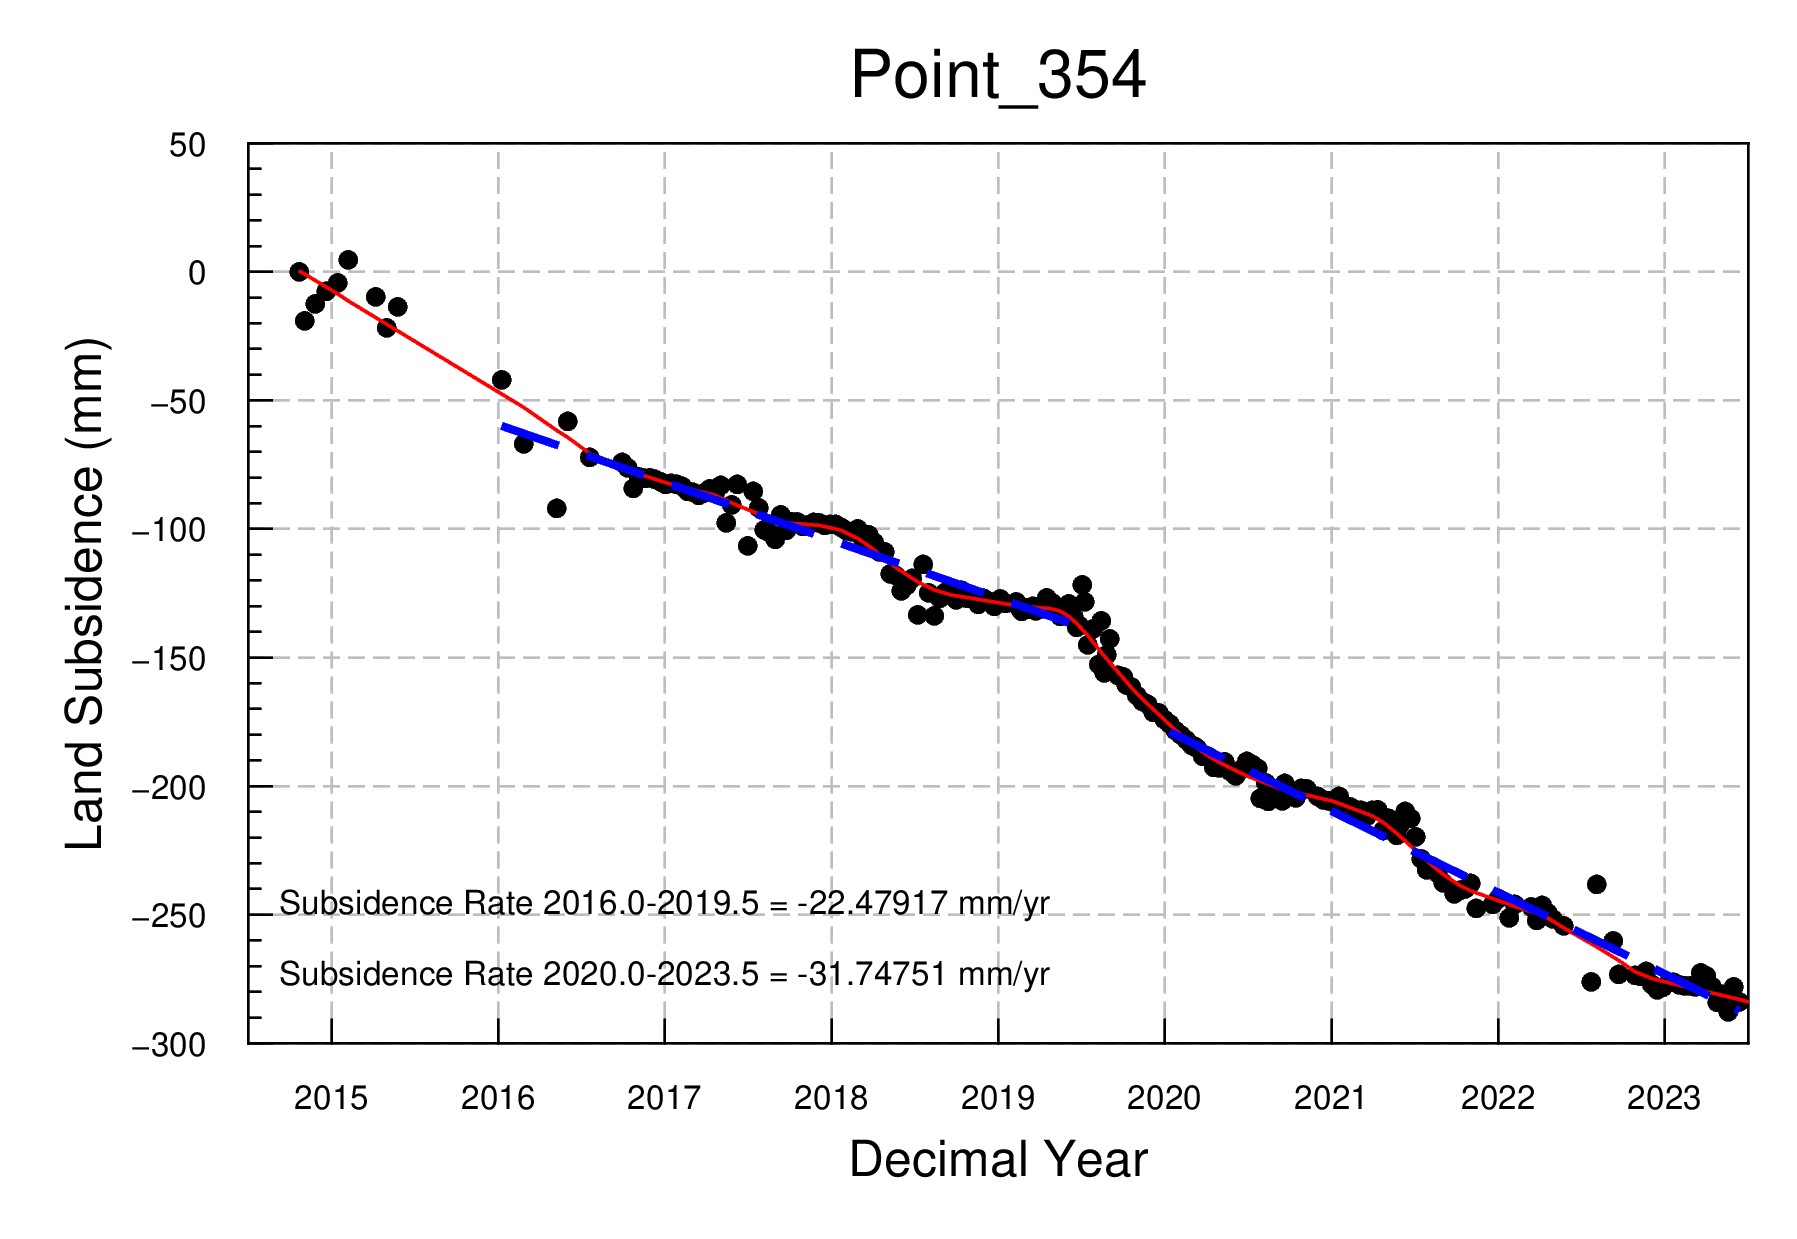 Point_354
50
0
−50
−100
−150
−200
−250
−300
Land Subsidence (mm)
Subsidence Rate 2016.0-2019.5 = -22.47917 mm/yr
Subsidence Rate 2020.0-2023.5 = -31.74751 mm/yr
2015 2016 2017 2018 2019 2020 2021 2022 2023
Decimal Year